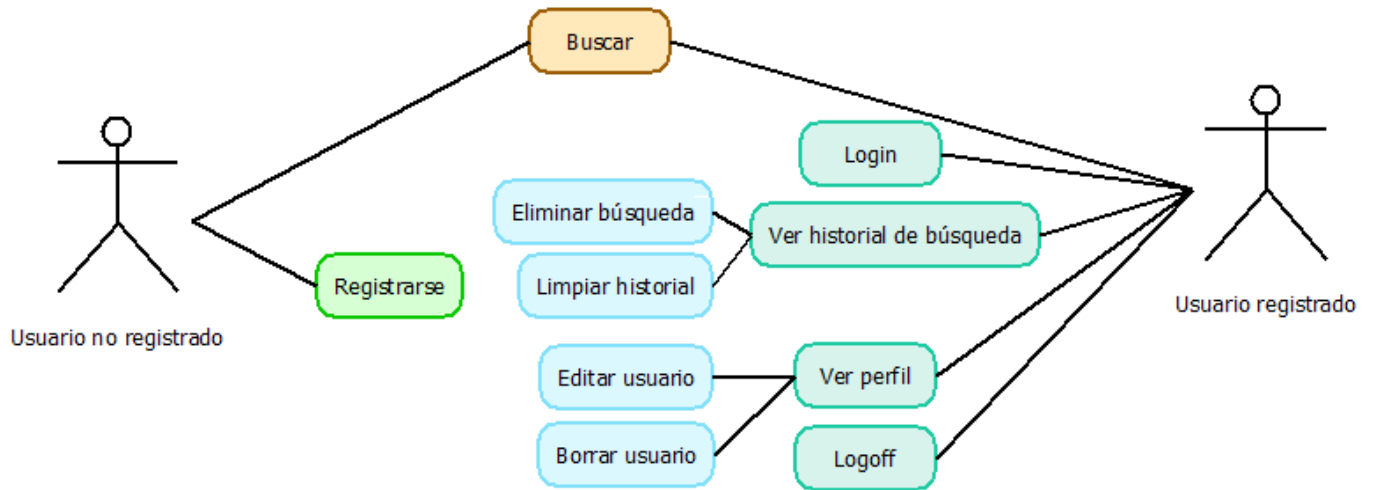 Buscar
Login
Eliminar búsqueda
Ver historial de búsqueda
Registrarse
Limpiar historial
Usuario no registrado
Usuario registrado
Editar usuario
Ver perfil
Borrar usuario
Logoff